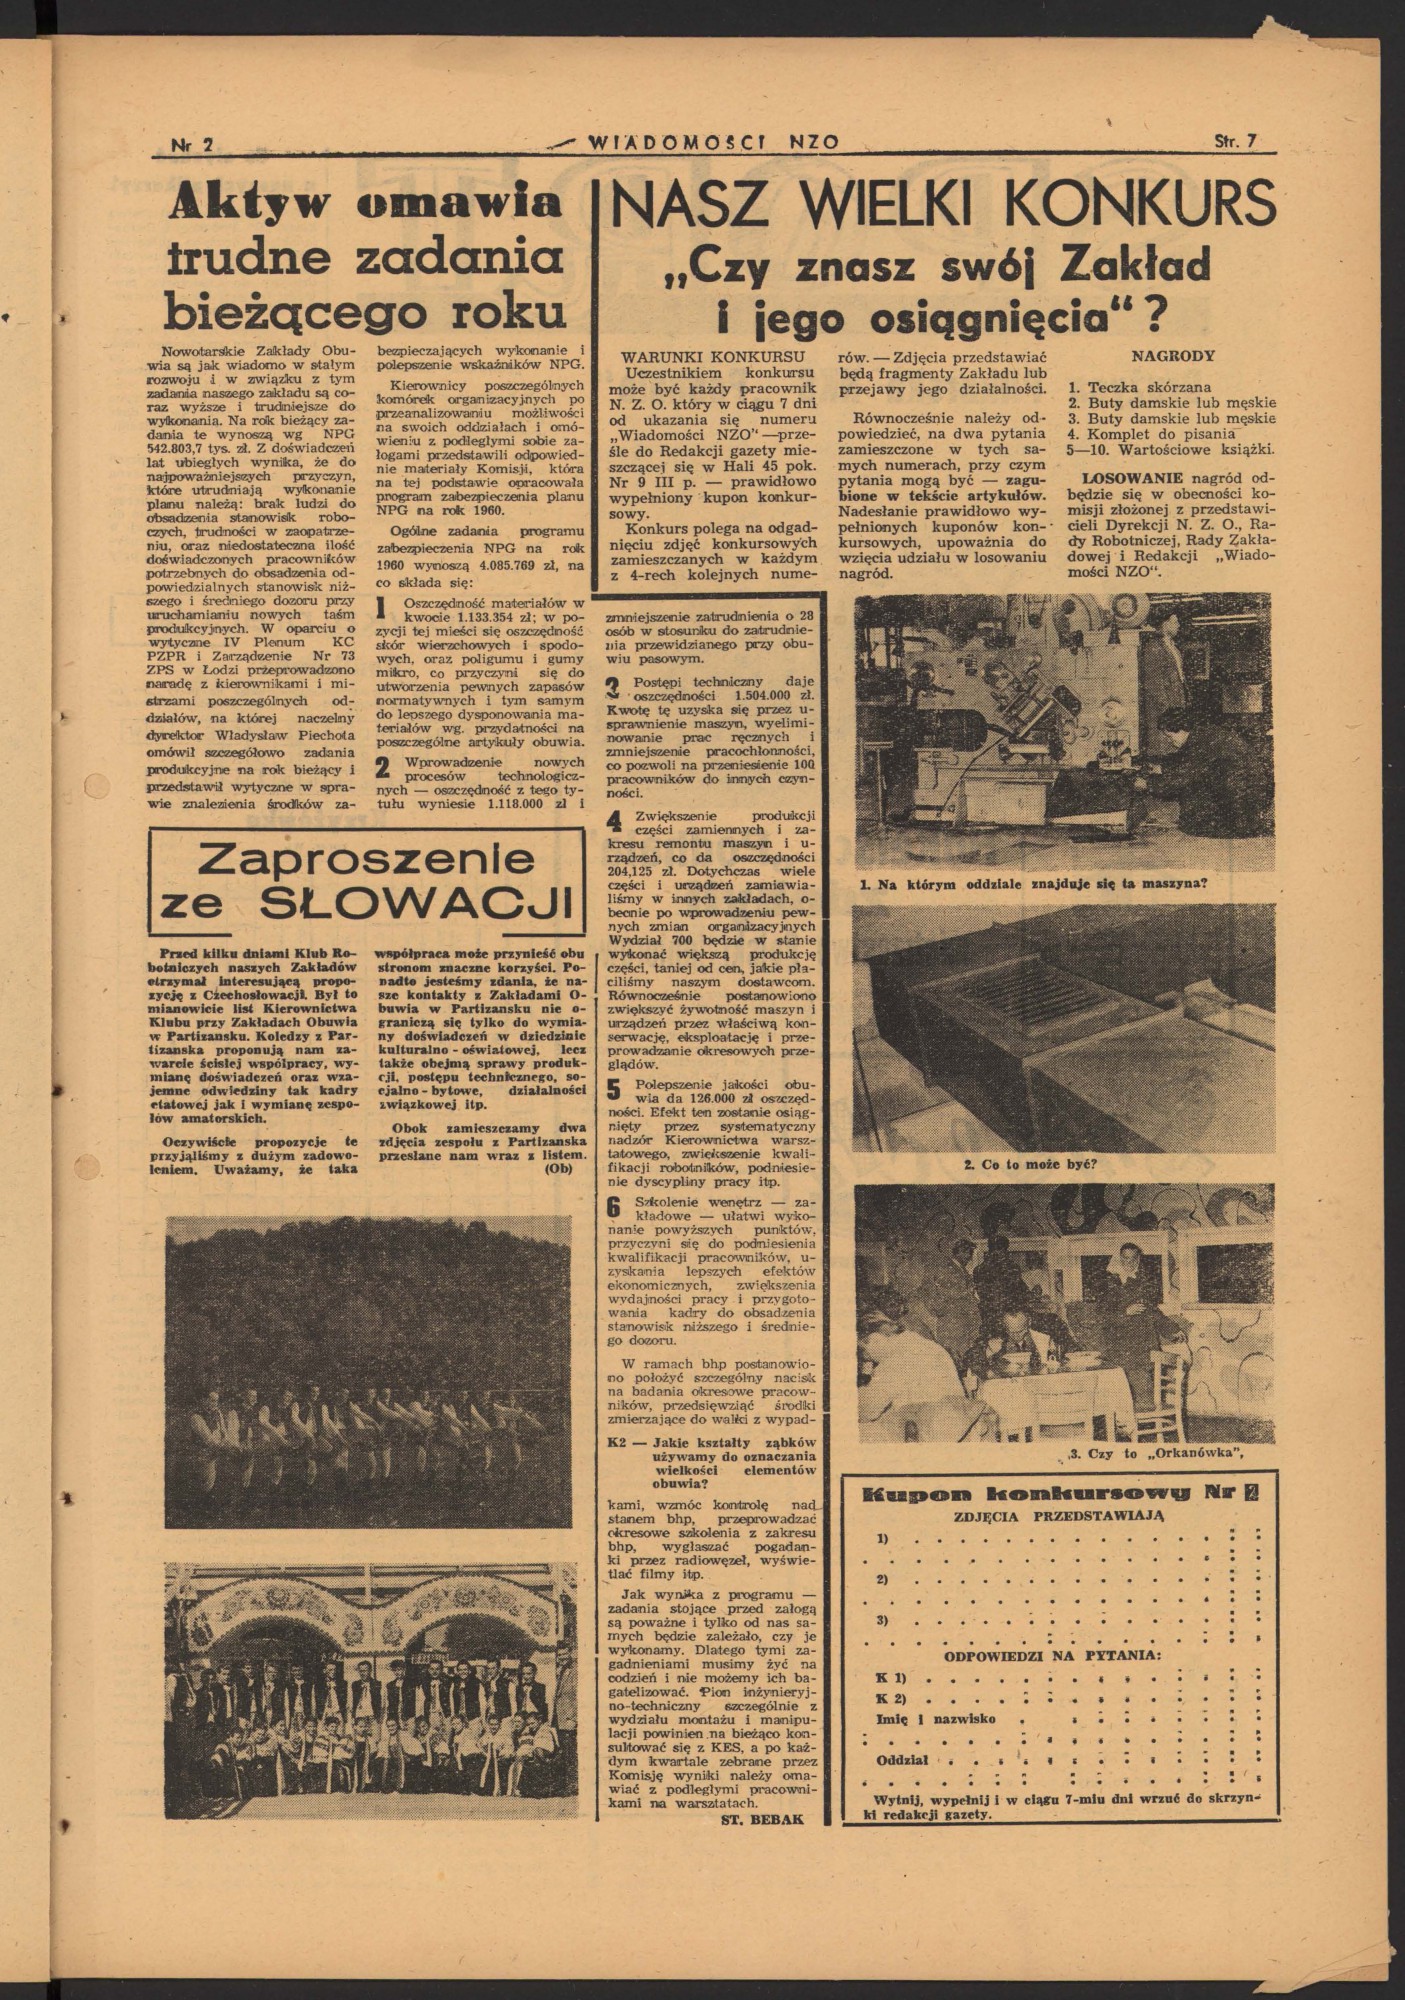 Nr 2
WIADOMOSCI NZO
Str. 7
Aktyw omawia
trudne zadania
bieżącego roku
Nowotarskie Zakłady Obu-
wia są jak wiadomo w stałym
rozwoju i w związku z tym
zadania naszego zakładu są co-
raz wyższe i trudniejsze do
wykonania. Na rok bieżący za-
dania te wynoszą wg NPG
542.803,7 tys. zł. Z doświadczeń
lat ubiegłych wynika, że do
najpoważniejszych przyczyn,
które utrudniają wykonanie
planu należą: brak ludzi do
obsadzenia stanowisk robo-
czych, trudności w zaopatrze-
niu, oraz niedostateczna ilość
doświadczonych pracowników
potrzebnych do obsadzenia od-
powiedzialnych stanowisk niż-
szego i średniego dozoru przy
uruchamianiu nowych taśm
produkcyjnych. W oparciu o
wytyczne IV Plenum KC
PZPR i Zarządzenie Nr 73
ZPS w Łodzi przeprowadzono
naradę z kierownikami i mi-
strzami poszczególnych od-
działów, na której naczelny
dyrektor Władysław Piechota
omówił szczegółowo zadania
produkcyjne na rok bieżący i
przedstawił wytyczne w spra-
wie znalezienia środków za-
bezpieczających wykonanie i
polepszenie wskaźników NPG.
Kierownicy poszczególnych
komórek organizacyjnych po
przeanalizowaniu możliwości
na swoich oddziałach i omó-
wieniu z podległymi sobie za-
łogami przedstawili odpowied-
nie materiały Komisji, która
na tej podstawie opracowała
program zabezpieczenia planu
NPG na rok 1960.
Ogólne zadania programu
zabezpieczenia NPG na rok
1960 wynoszą 4.085.769 zł, na
co składa się:
1 Oszczędność materiałów w
kwocie 1.133.354 zł; w po-
zycji tej mieści się oszczędność
skór wierzchowych i spodo-
wych, oraz poligumu i gumy
mikro, co przyczyni się do
utworzenia pewnych zapasów
normatywnych i tym samym
do lepszego dysponowania ma-
teriałów wg. przydatności na
poszczególne artykuły obuwia.
2 Wprowadzenie nowych
procesów technologicz-
nych — oszczędność z tego ty-
tułu wyniesie 1.118.000 zł i
zmniejszenie zatrudnienia o 28
osób w stosunku do zatrudnie-
nia przewidzianego przy obu-
wiu pasowym.
3 Postępi techniczny daje
oszczędności 1.504.000 zł.
Kwotę tę uzyska się przez u-
sprawnienie maszyn, wyelimi-
nowanie prac ręcznych i
zmniejszenie pracochłonności,
co pozwoli na przeniesienie 100
pracowników do innych czyn-
ności.
4 Zwiększenie produkcji
części zamiennych i za-
kresu remontu maszyn i u-
rządzeń, co da oszczędności
204,125 zł. Dotychczas wiele
części i urządzeń zamiawia-
liśmy w innych zakładach, o-
becnie po wprowadzeniu pew-
nych zmian organizacyjnych
Wydział 700 będzie w stanie
wykonać większą produkcję
części, taniej od cen, jakie pła-
ciliśmy naszym dostawcom.
Równocześnie postanowiono
zwiększyć żywotność maszyn i
urządzeń przez właściwą kon-
serwację, eksploatację i prze-
prowadzanie okresowych prze-
glądów.
5 Polepszenie jakości obu-
wia da 126.000 zł oszczęd-
ności. Efekt ten zostanie osiąg-
nięty przez systematyczny
nadzór Kierownictwa warsz-
tatowego, zwiększenie kwali-
fikacji robotników, podniesie-
nie dyscypliny pracy itp.
6 Szkolenie wenętrz — za-
kładowe — ułatwi wyko-
nanie powyższych punktów,
przyczyni się do podniesienia
kwalifikacji pracowników, u-
zyskania lepszych efektów
ekonomicznych, zwiększenia
wydajności pracy i przygoto-
wania kadry do obsadzenia
stanowisk niższego i średnie-
go dozoru.
W ramach bhp postanowio-
no położyć szczególny nacisk
na badania okresowe pracow-
ników, przedsięwziąć środki
zmierzające do walki z wypad-
K2 — Jakie kształty ząbków
używamy do oznaczania
wielkości elementów
obuwia?
kami, wzmóc kontrolę nad
stanem bhp, przeprowadzać
okresowe szkolenia z zakresu
bhp, wygłaszać pogadan-
ki przez radiowęzeł, wyświe-
tlać filmy itp.
Jak wynika z programu —
zadania stojące przed załogą
są poważne i tylko od nas sa-
mych będzie zależało, czy je
wykonamy. Dlatego tymi za-
gadnieniami musimy żyć na
codzień i nie możemy ich ba-
gatelizować. Pion inżynieryj-
no-techniczny szczególnie z
wydziału montażu i manipu-
lacji powinien na bieżąco kon-
sultować się z KES, a po każ-
dym kwartale zebrane przez
Komisję wyniki należy oma-
wiać z podległymi pracowni-
kami na warsztatach.
ST. BEBAK
Zaproszenie
ze SŁOWACJI
Przed kilku dniami Klub Ro-
botniczych naszych Zakładów
otrzymał interesującą propo-
zycję z Czechosłowacji. Był to
mianowicie list Kierownictwa
Klubu przy Zakładach Obuwia
w Partizansku. Koledzy z Par-
tizanska proponują nam za-
warcie ścisłej współpracy, wy-
mianę doświadczeń oraz wza-
jemne odwiedziny tak kadry
etatowej jak i wymianę zespo-
łów amatorskich.
Oczywiście propozycje te
przyjąliśmy z dużym zadowo-
leniem. Uważamy, że taka
współpraca może przynieść obu
stronom znaczne korzyści. Po-
nadto jesteśmy zdania, że na-
sze kontakty z Zakładami O-
buwia w Partizansku nie o-
graniczą się tylko do wymia-
ny doświadczeń w dziedzinie
kulturalno - oświatowej, lecz
także obejmą sprawy produk-
cji, postępu technicznego, so-
cjalno - bytowe, działalności
związkowej itp.
Obok zamieszczamy dwa
zdjęcia zespołu z Partizanska
przesłane nam wraz z listem.
(Ob)
NASZ WIELKI KONKURS
„Czy znasz swój Zakład
i jego osiągnięcia“ ?
WARUNKI KONKURSU
Uczestnikiem konkursu
może być każdy pracownik
N. Z. O. który w ciągu 7 dni
od ukazania się numeru
„Wiadomości NZO“ —prze-
śle do Redakcji gazety mie-
szczącej się w Hali 45 pok.
Nr 9 III p. — prawidłowo
wypełniony kupon konkur-
sowy.
Konkurs polega na odgad-
nięciu zdjęć konkursowych
zamieszczanych w każdym
z 4-rech kolejnych nume-
rów. — Zdjęcia przedstawiać
będą fragmenty Zakładu lub
przejawy jego działalności.
Równocześnie należy od-
powiedzieć, na dwa pytania
zamieszczone w tych sa-
mych numerach, przy czym
pytania mogą być — zagu-
bione w tekście artykułów.
Nadesłanie prawidłowo wy-
pełnionych kuponów kon-
kursowych, upoważnia do
wzięcia udziału w losowaniu
nagród.
NAGRODY
1. Teczka skórzana
2. Buty damskie lub męskie
3. Buty damskie lub męskie
4. Komplet do pisania
5—10. Wartościowe książki.
LOSOWANIE nagród od-
będzie się w obecności ko-
misji złożonej z przedstawi-
cieli Dyrekcji N. Z. O., Ra-
dy Robotniczej, Rady Zakła-
dowej i Redakcji „Wiado-
mości NZO“.
1. Na którym oddziale znajduje się ta maszyna?
2. Co to może być?
3. Czy to „Orkanówka”,
Kupon konkursowy Nr 2
ZDJĘCIA PRZEDSTAWIAJĄ
1)
2)
3)
ODPOWIEDZI NA PYTANIA:
K 1)
K 2)
Imię i nazwisko
Oddział
Wytnij, wypełnij i w ciągu 7-miu dni wrzuć do skrzyn-
ki redakcji gazety.